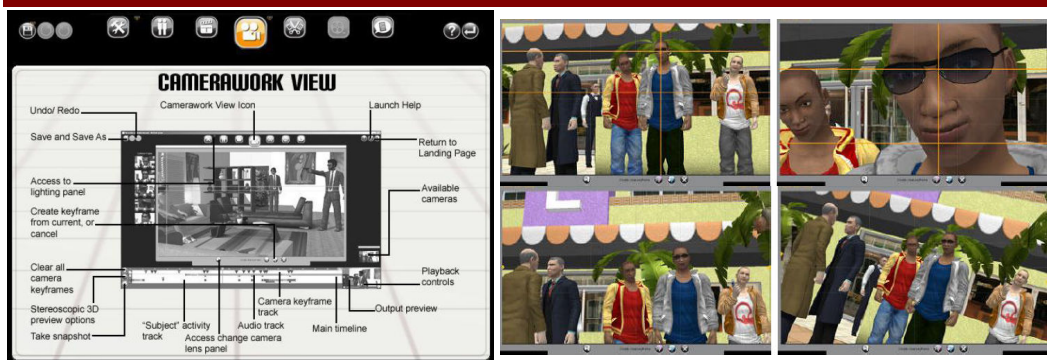 CAMERAWORK VIEW
Undo/ Redo
Camerawork View Icon
Launch Help
Save and Save As
Return to
Landing Page
Access to
lighting panel
Available
cameras
Create keyframe
from current, or
cancel
Clear all
camera
keyframes
Playback
controls
Stereoscopic 3D
preview options
Camera keyframe
track
Output preview
Take snapshot
"Subject" activity
track
Audio track
Main timeline
Access change camera
lens panel